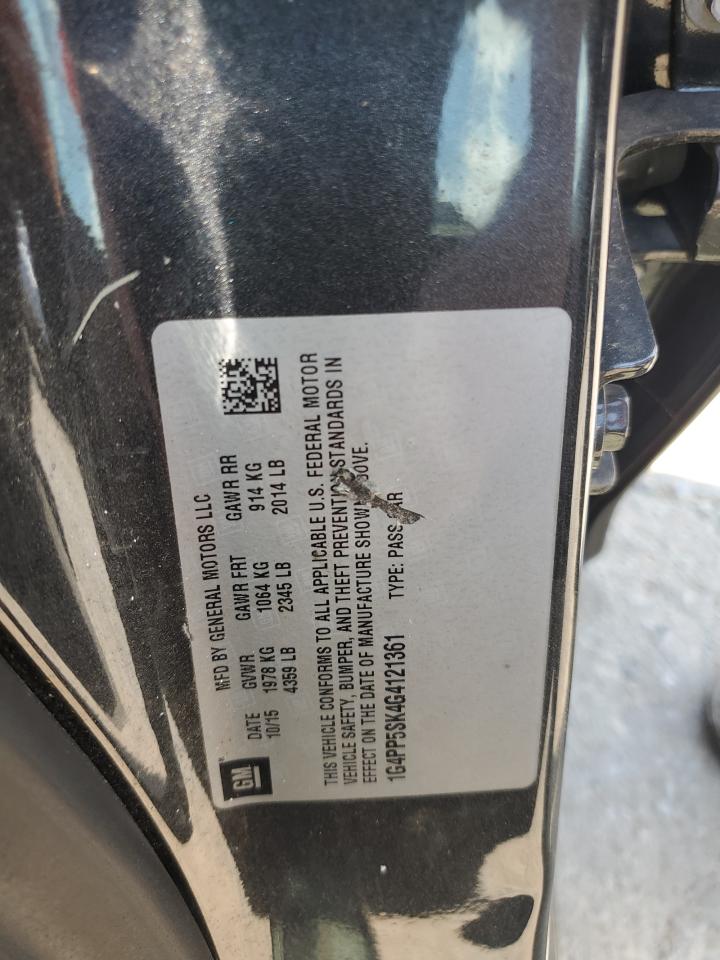 GM
MFD BY GENERAL MOTORS LLC
DATE GVWR GAWR FRT GAWR RR
10/15 1978 KG 1064 KG 914 KG
4359 LB 2345 LB 2014 LB
THIS VEHICLE CONFORMS TO ALL APPLICABLE U.S. FEDERAL MOTOR
VEHICLE SAFETY, BUMPER, AND THEFT PREVENTION STANDARDS IN
EFFECT ON THE DATE OF MANUFACTURE SHOWN ABOVE.
1G4PP5SK4G4121361 TYPE: PASS CAR